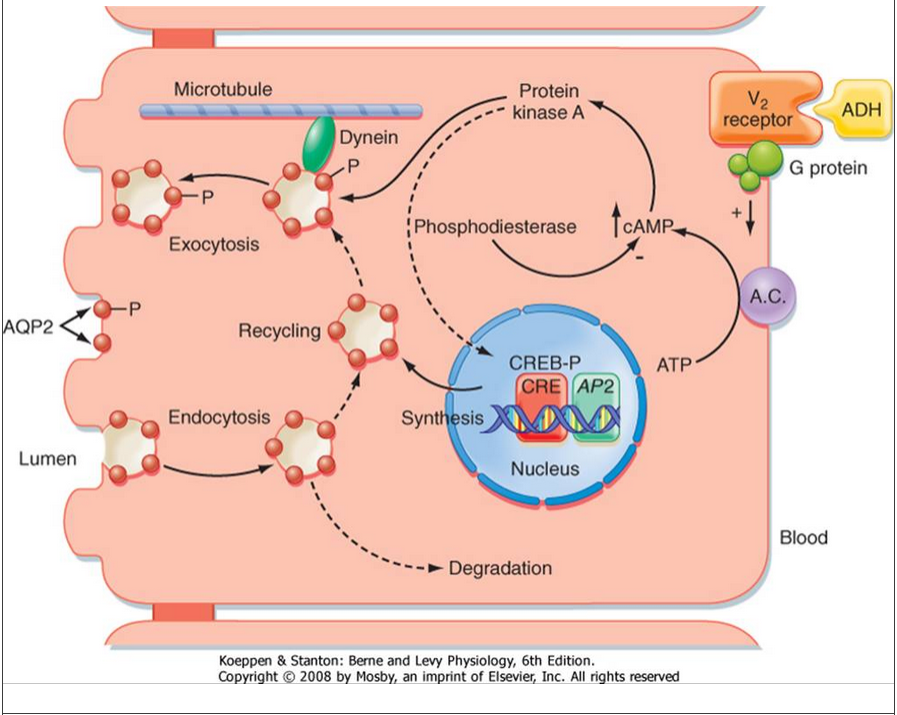 Microtubule
Protein
kinase A
V2
receptor
ADH
Dynein
P
G protein
P
Exocytosis
Phosphodiesterase
cAMP
+
-
A.C.
AQP2
P
Recycling
CREB-P
CRE
AP2
ATP
Endocytosis
Synthesis
Lumen
Nucleus
Blood
Degradation
Koeppen & Stanton: Berne and Levy Physiology, 6th Edition.
Copyright © 2008 by Mosby, an imprint of Elsevier, Inc. All rights reserved